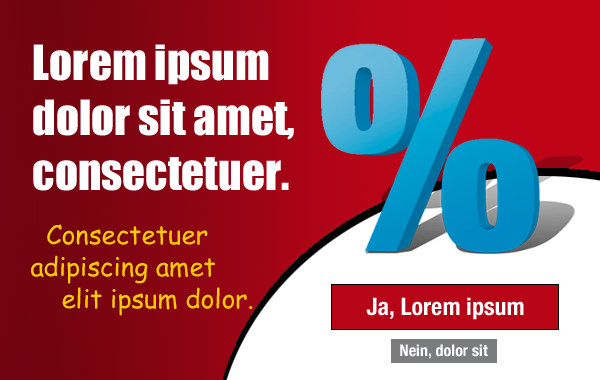 Lorem ipsum
dolor sit amet,
consectetuer.
Consectetuer
adipiscing amet
elit ipsum dolor.
%
Ja, Lorem ipsum
Nein, dolor sit